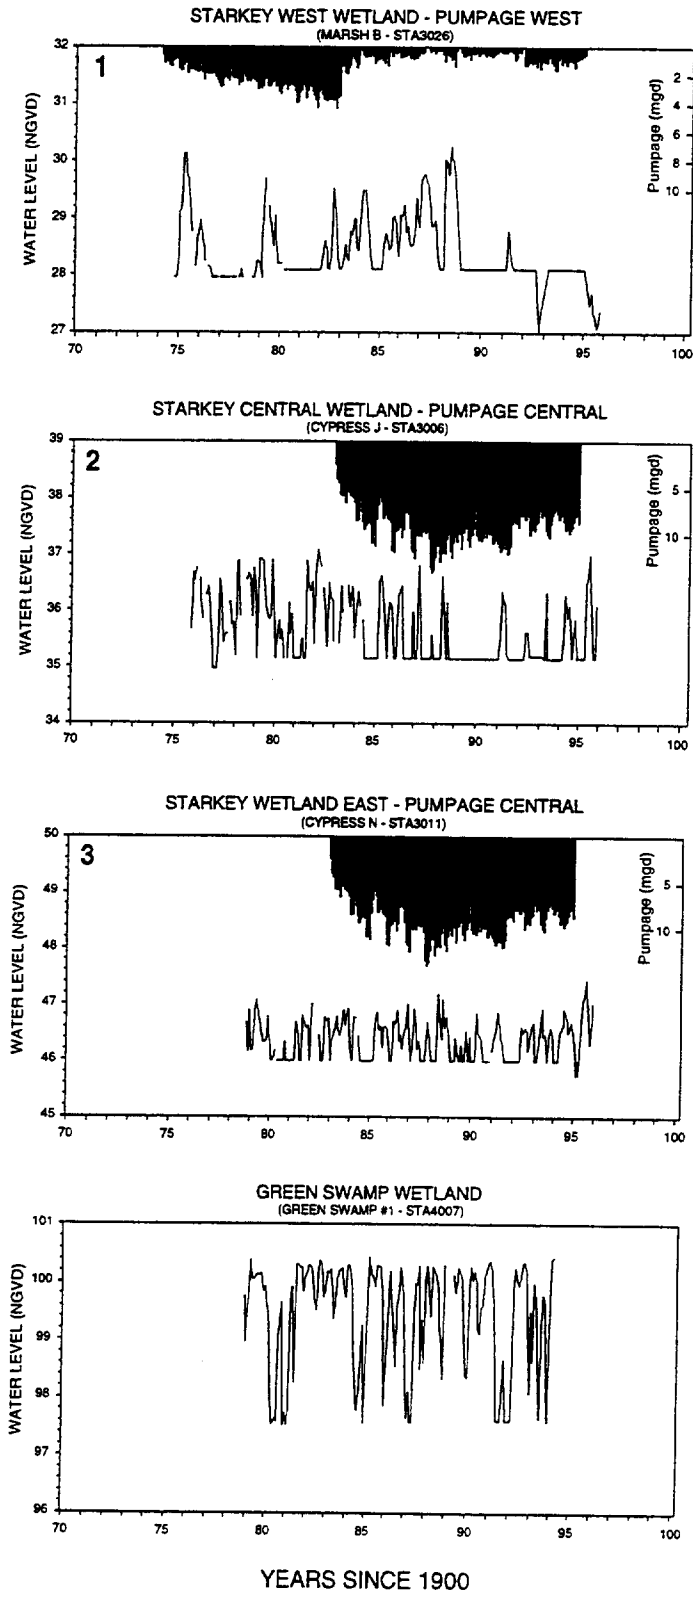 STARKEY WEST WETLAND - PUMPAGE WEST
(MARSH B - STA3026)
1
WATER LEVEL (NGVD)
32
31
30
29
28
27
Pumpage (mgd)
2
4
6
8
10
70 75 80 85 90 95 100
STARKEY CENTRAL WETLAND - PUMPAGE CENTRAL
(CYPRESS J - STA3006)
2
WATER LEVEL (NGVD)
39
38
37
36
35
34
Pumpage (mgd)
5
10
70 75 80 85 90 95 100
STARKEY WETLAND EAST - PUMPAGE CENTRAL
(CYPRESS N - STA3011)
3
WATER LEVEL (NGVD)
50
49
48
47
46
45
Pumpage (mgd)
5
10
70 75 80 85 90 95 100
GREEN SWAMP WETLAND
(GREEN SWAMP #1 - STA4007)
WATER LEVEL (NGVD)
101
100
99
98
97
96
70 75 80 85 90 95 100
YEARS SINCE 1900